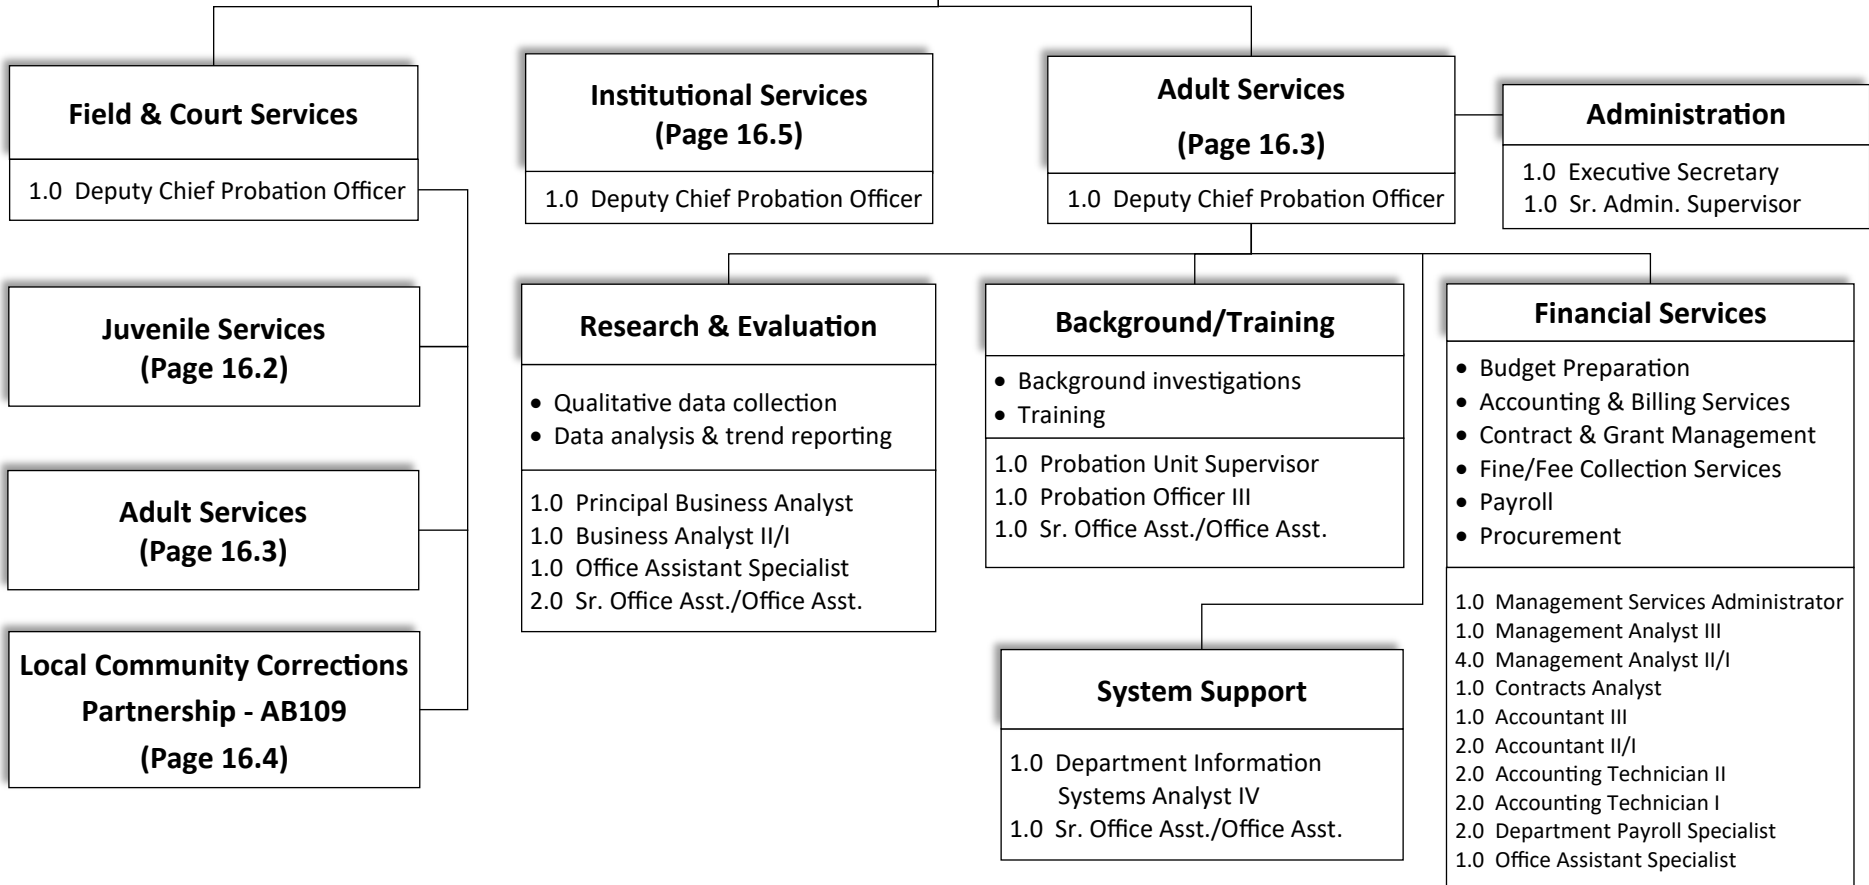 Field & Court Services
1.0 Deputy Chief Probation Officer
Institutional Services
(Page 16.5)
1.0 Deputy Chief Probation Officer
Adult Services
(Page 16.3)
1.0 Deputy Chief Probation Officer
Administration
1.0 Executive Secretary
1.0 Sr. Admin. Supervisor
Juvenile Services
(Page 16.2)
Adult Services
(Page 16.3)
Local Community Corrections
Partnership - AB109
(Page 16.4)
Research & Evaluation
• Qualitative data collection
• Data analysis & trend reporting
1.0 Principal Business Analyst
1.0 Business Analyst II/I
1.0 Office Assistant Specialist
2.0 Sr. Office Asst./Office Asst.
Background/Training
• Background investigations
• Training
1.0 Probation Unit Supervisor
1.0 Probation Officer III
1.0 Sr. Office Asst./Office Asst.
System Support
1.0 Department Information
Systems Analyst IV
1.0 Sr. Office Asst./Office Asst.
Financial Services
• Budget Preparation
• Accounting & Billing Services
• Contract & Grant Management
• Fine/Fee Collection Services
• Payroll
• Procurement
1.0 Management Services Administrator
1.0 Management Analyst III
4.0 Management Analyst II/I
1.0 Contracts Analyst
1.0 Accountant III
2.0 Accountant II/I
2.0 Accounting Technician II
2.0 Accounting Technician I
2.0 Department Payroll Specialist
1.0 Office Assistant Specialist